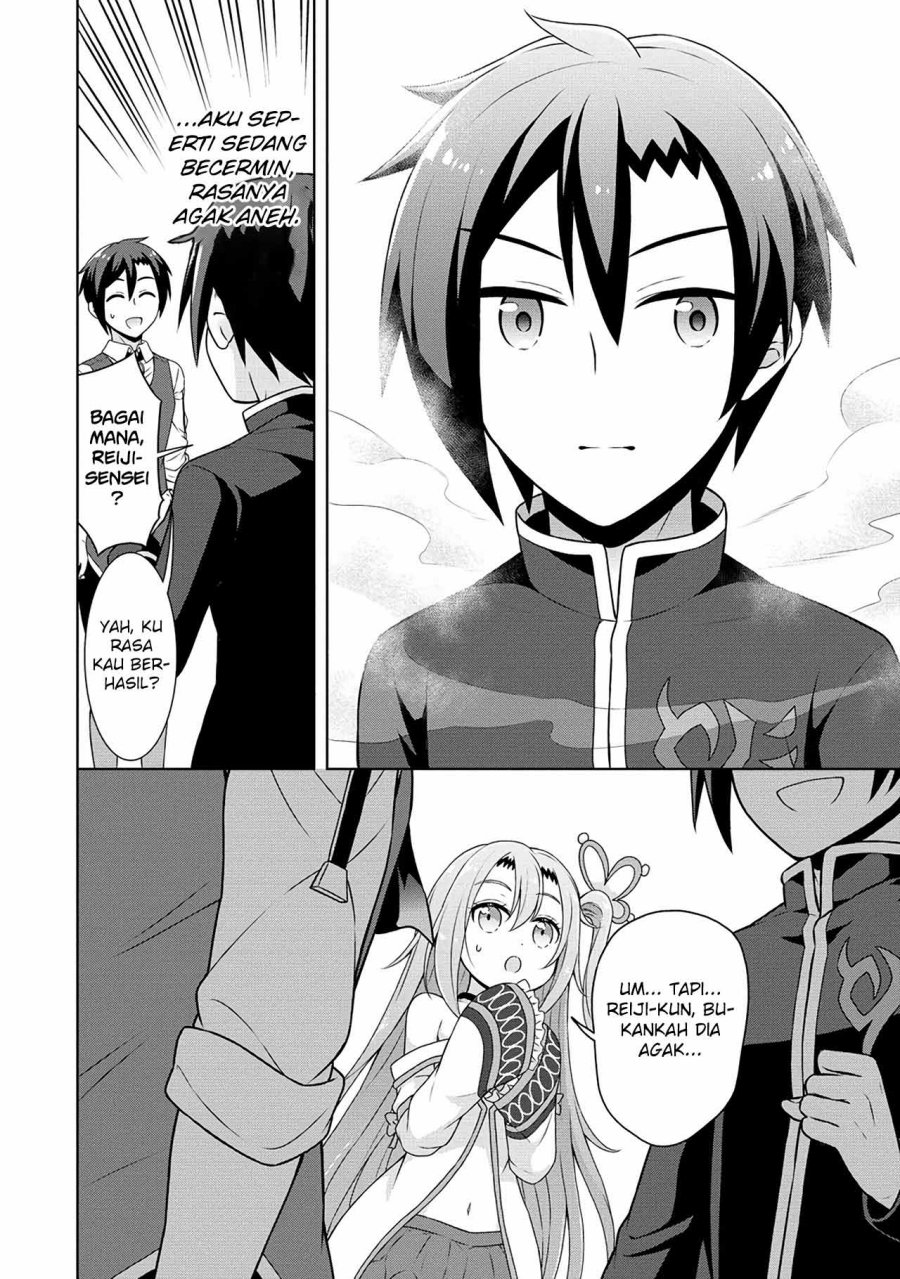 ...AKU SEP-
ERTI SEDANG
BECERMIN,
RASANYA
AGAK ANEH.
BAGAI
MANA,
REIJI-
SENSEI
?
YAH, KU
RASA
KAU BER-
HASIL?
UM... TAPI...
REIJI-KUN, BU-
KANKAH DIA
AGAK...